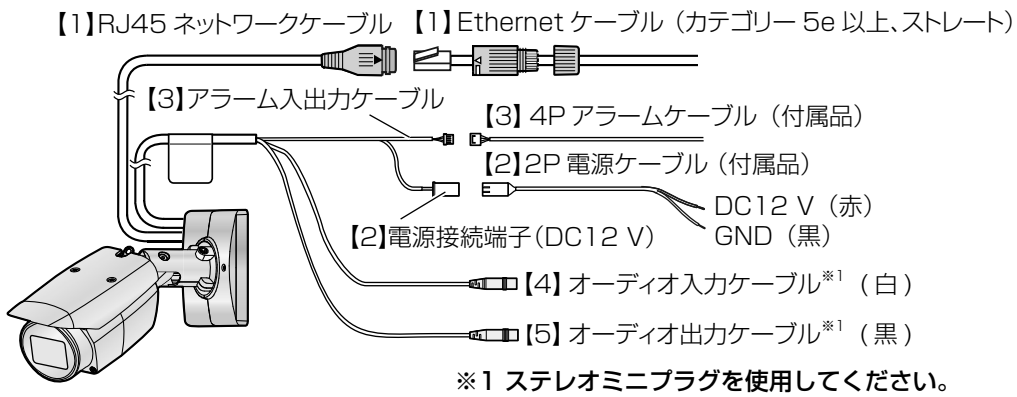 【1】RJ45 ネットワークケーブル
【1】Ethernet ケーブル（カテゴリー 5e 以上、ストレート）
【3】アラーム入出力ケーブル
【3】4P アラームケーブル（付属品）
【2】2P 電源ケーブル（付属品）
DC12 V（赤）
【2】電源接続端子（DC12 V）
GND（黒）
【4】オーディオ入力ケーブル※1（白）
【5】オーディオ出力ケーブル※1（黒）
※1 ステレオミニプラグを使用してください。